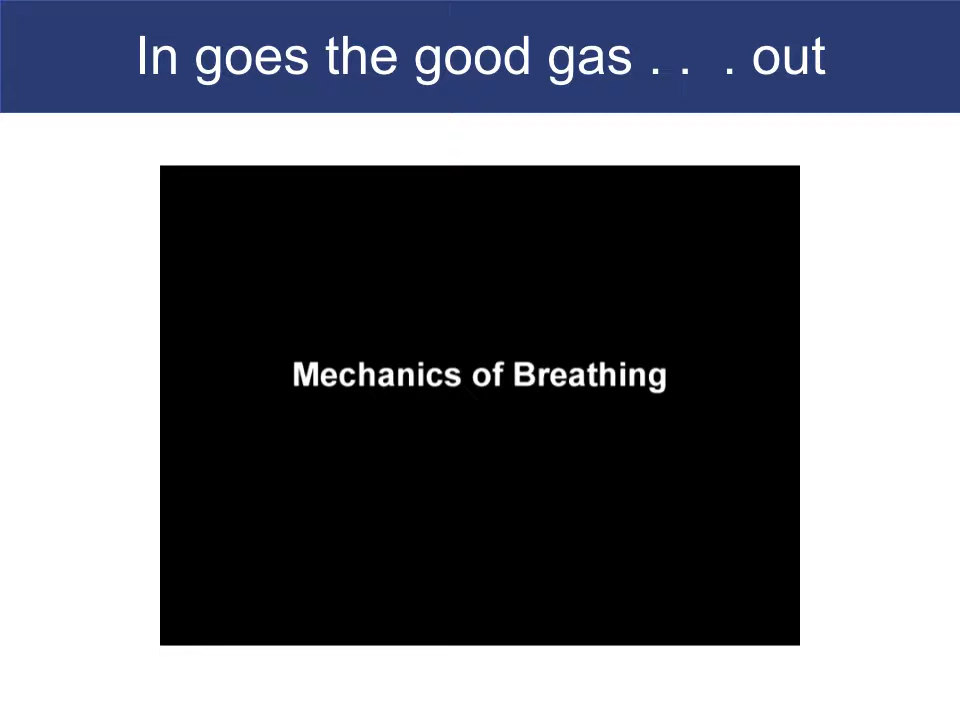 In goes the good gas . .  . out
Mechanics of Breathing